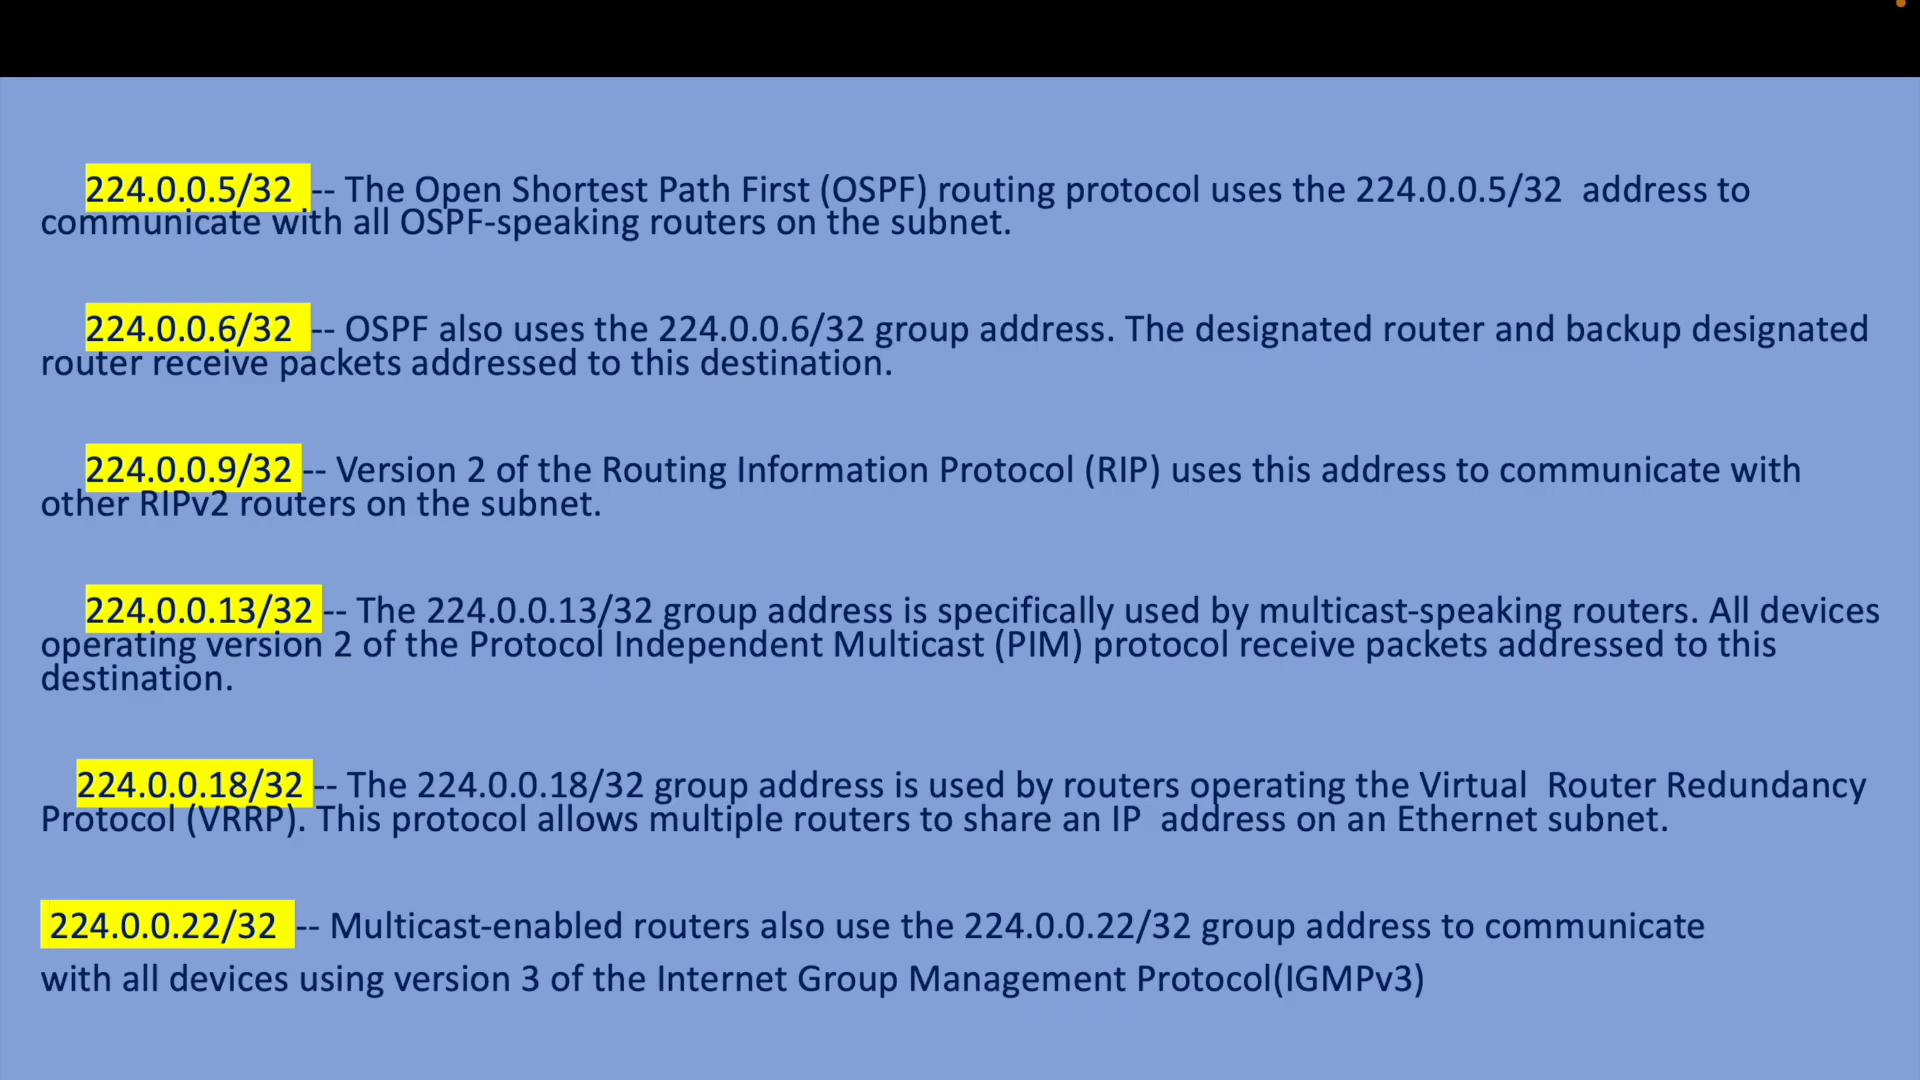 224.0.0.5/32 -- The Open Shortest Path First (OSPF) routing protocol uses the 224.0.0.5/32 address to
communicate with all OSPF-speaking routers on the subnet.
224.0.0.6/32 -- OSPF also uses the 224.0.0.6/32 group address. The designated router and backup designated
router receive packets addressed to this destination.
224.0.0.9/32 -- Version 2 of the Routing Information Protocol (RIP) uses this address to communicate with
other RIPv2 routers on the subnet.
224.0.0.13/32 -- The 224.0.0.13/32 group address is specifically used by multicast-speaking routers. All devices
operating version 2 of the Protocol Independent Multicast (PIM) protocol receive packets addressed to this
destination.
224.0.0.18/32 -- The 224.0.0.18/32 group address is used by routers operating the Virtual Router Redundancy
Protocol (VRRP). This protocol allows multiple routers to share an IP address on an Ethernet subnet.
224.0.0.22/32 -- Multicast-enabled routers also use the 224.0.0.22/32 group address to communicate
with all devices using version 3 of the Internet Group Management Protocol(IGMPv3)